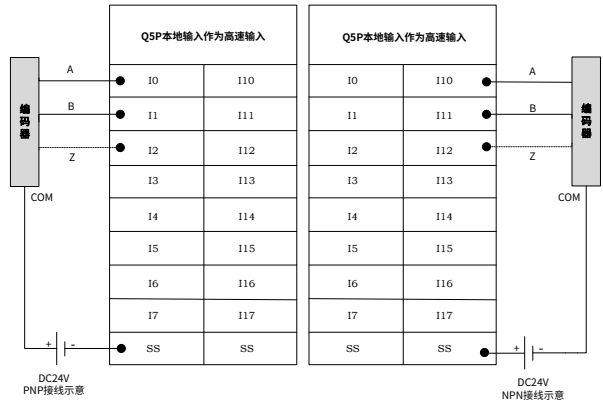 Q5P本地输入作为高速输入
Q5P本地输入作为高速输入
编码器
A
I0
I10
I0
I10
A
编码器
B
I1
I11
I1
I11
B
Z
I2
I12
I2
I12
Z
I3
I13
I3
I13
COM
COM
I4
I14
I4
I14
I5
I15
I5
I15
I6
I16
I6
I16
I7
I17
I7
I17
+
-
SS
SS
SS
SS
+
-
DC24V
PNP接线示意
DC24V
NPN接线示意